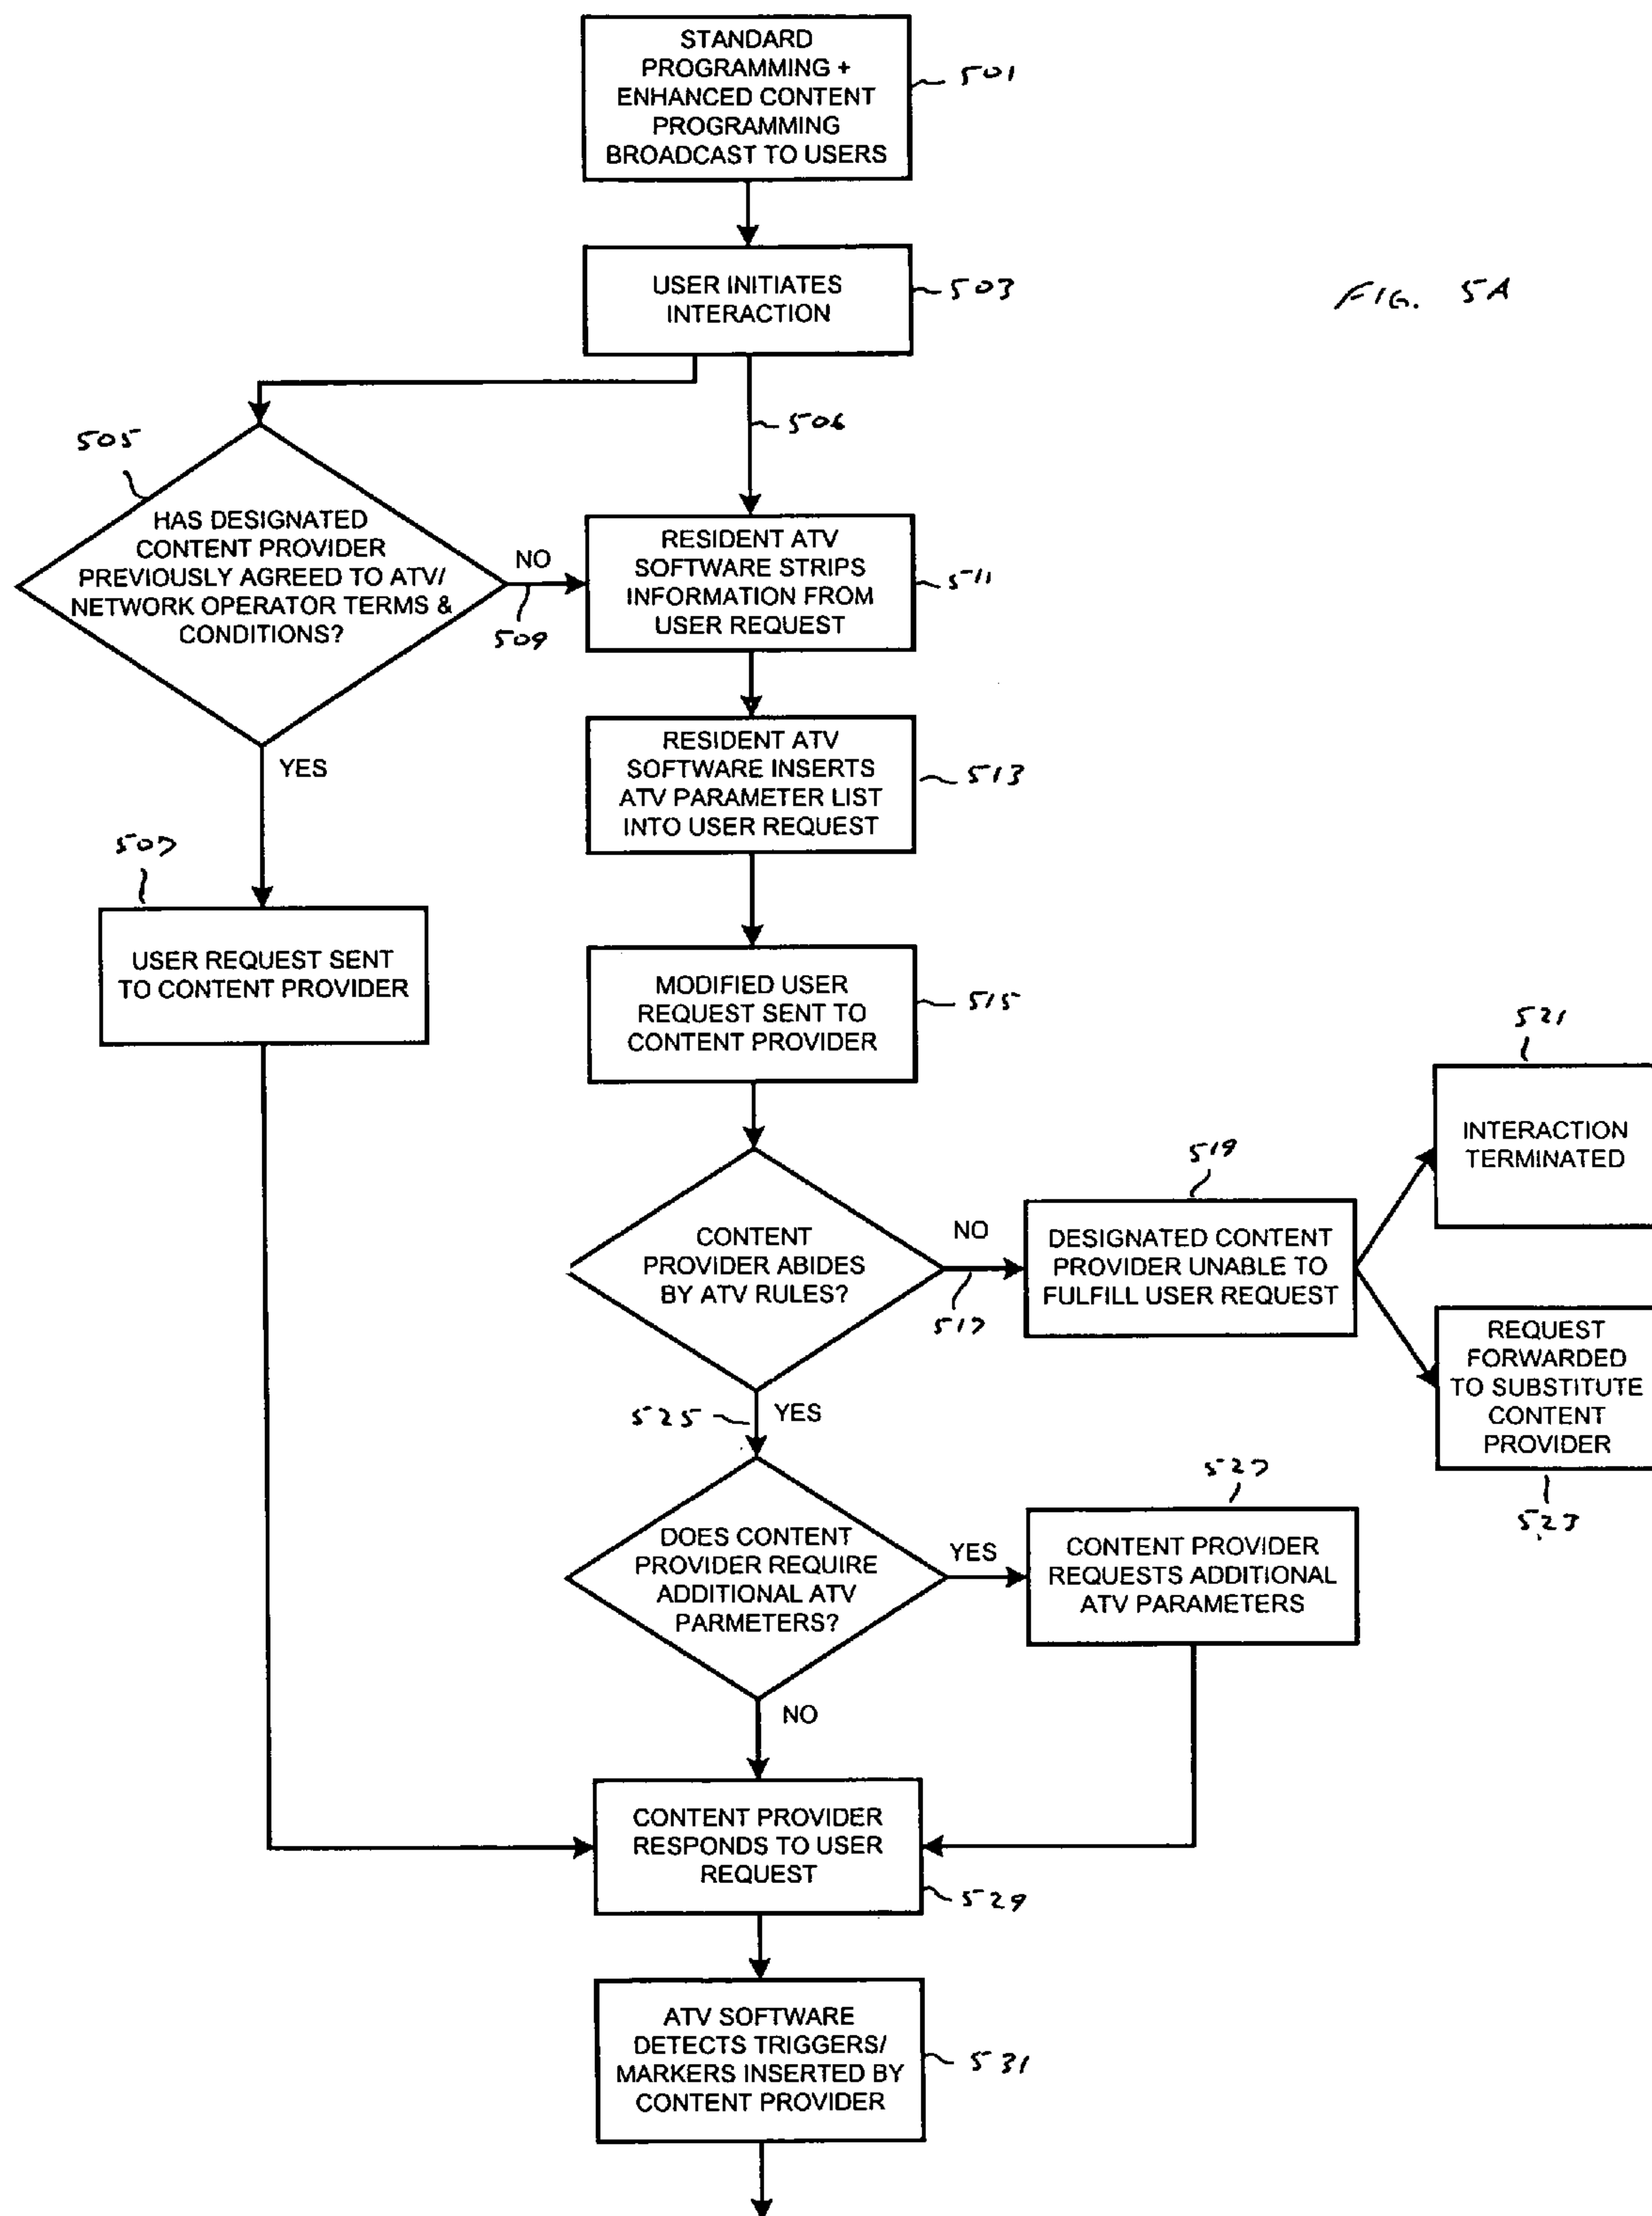 STANDARD
PROGRAMMING +
ENHANCED CONTENT
PROGRAMMING
BROADCAST TO USERS
501
USER INITIATES
INTERACTION
503
FIG. 5A
506
505
HAS DESIGNATED
CONTENT PROVIDER
PREVIOUSLY AGREED TO ATV/
NETWORK OPERATOR TERMS &
CONDITIONS?
NO
509
RESIDENT ATV
SOFTWARE STRIPS
INFORMATION FROM
USER REQUEST
511
YES
RESIDENT ATV
SOFTWARE INSERTS
ATV PARAMETER LIST
INTO USER REQUEST
513
507
USER REQUEST SENT
TO CONTENT PROVIDER
MODIFIED USER
REQUEST SENT TO
CONTENT PROVIDER
515
521
INTERACTION
TERMINATED
CONTENT
PROVIDER ABIDES
BY ATV RULES?
NO
517
519
DESIGNATED CONTENT
PROVIDER UNABLE TO
FULFILL USER REQUEST
REQUEST
FORWARDED
TO SUBSTITUTE
CONTENT
PROVIDER
523
525
YES
DOES CONTENT
PROVIDER REQUIRE
ADDITIONAL ATV
PARMETERS?
YES
527
CONTENT PROVIDER
REQUESTS ADDITIONAL
ATV PARAMETERS
NO
CONTENT PROVIDER
RESPONDS TO USER
REQUEST
529
ATV SOFTWARE
DETECTS TRIGGERS/
MARKERS INSERTED BY
CONTENT PROVIDER
531